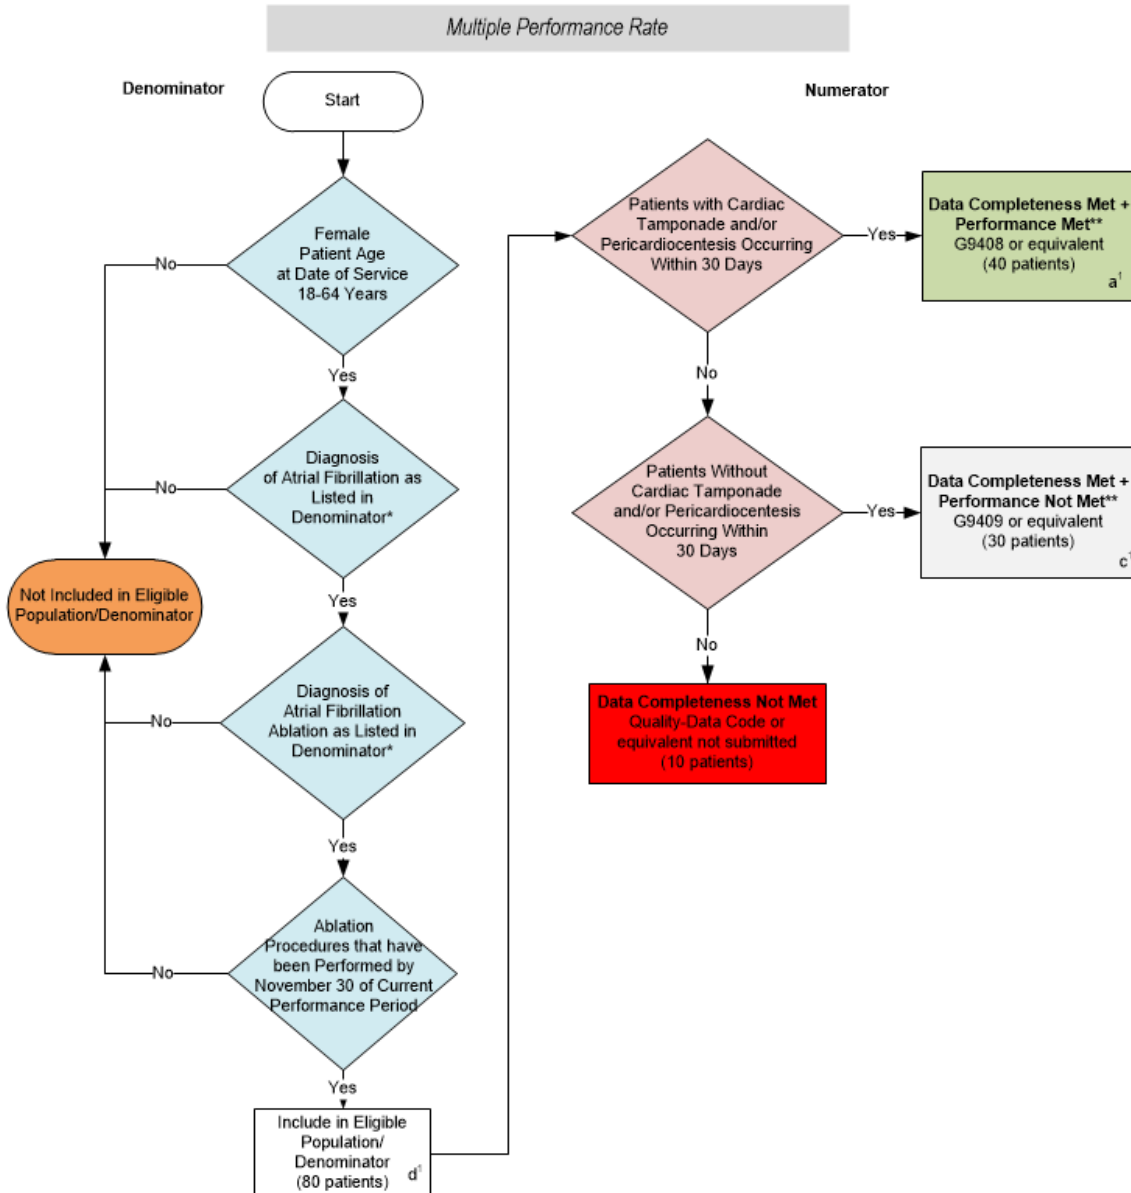 Multiple Performance Rate
Denominator
Start
Female
Patient Age
at Date of Service
18-64 Years
No
Yes
Diagnosis
of Atrial Fibrillation as
Listed in
Denominator*
No
Yes
Not Included in Eligible
Population/Denominator
Diagnosis of
Atrial Fibrillation
Ablation as Listed in
Denominator*
No
Yes
Ablation
Procedures that have
been Performed by
November 30 of Current
Performance Period
No
Yes
Include in Eligible
Population/
Denominator
(80 patients)
d¹
Numerator
Patients with Cardiac
Tamponade and/or
Pericardiocentesis Occurring
Within 30 Days
Yes
Data Completeness Met +
Performance Met**
G9408 or equivalent
(40 patients)
a¹
No
Patients Without
Cardiac Tamponade
and/or Pericardiocentesis
Occurring Within
30 Days
Yes
Data Completeness Met +
Performance Not Met**
G9409 or equivalent
(30 patients)
c¹
No
Data Completeness Not Met
Quality-Data Code or
equivalent not submitted
(10 patients)